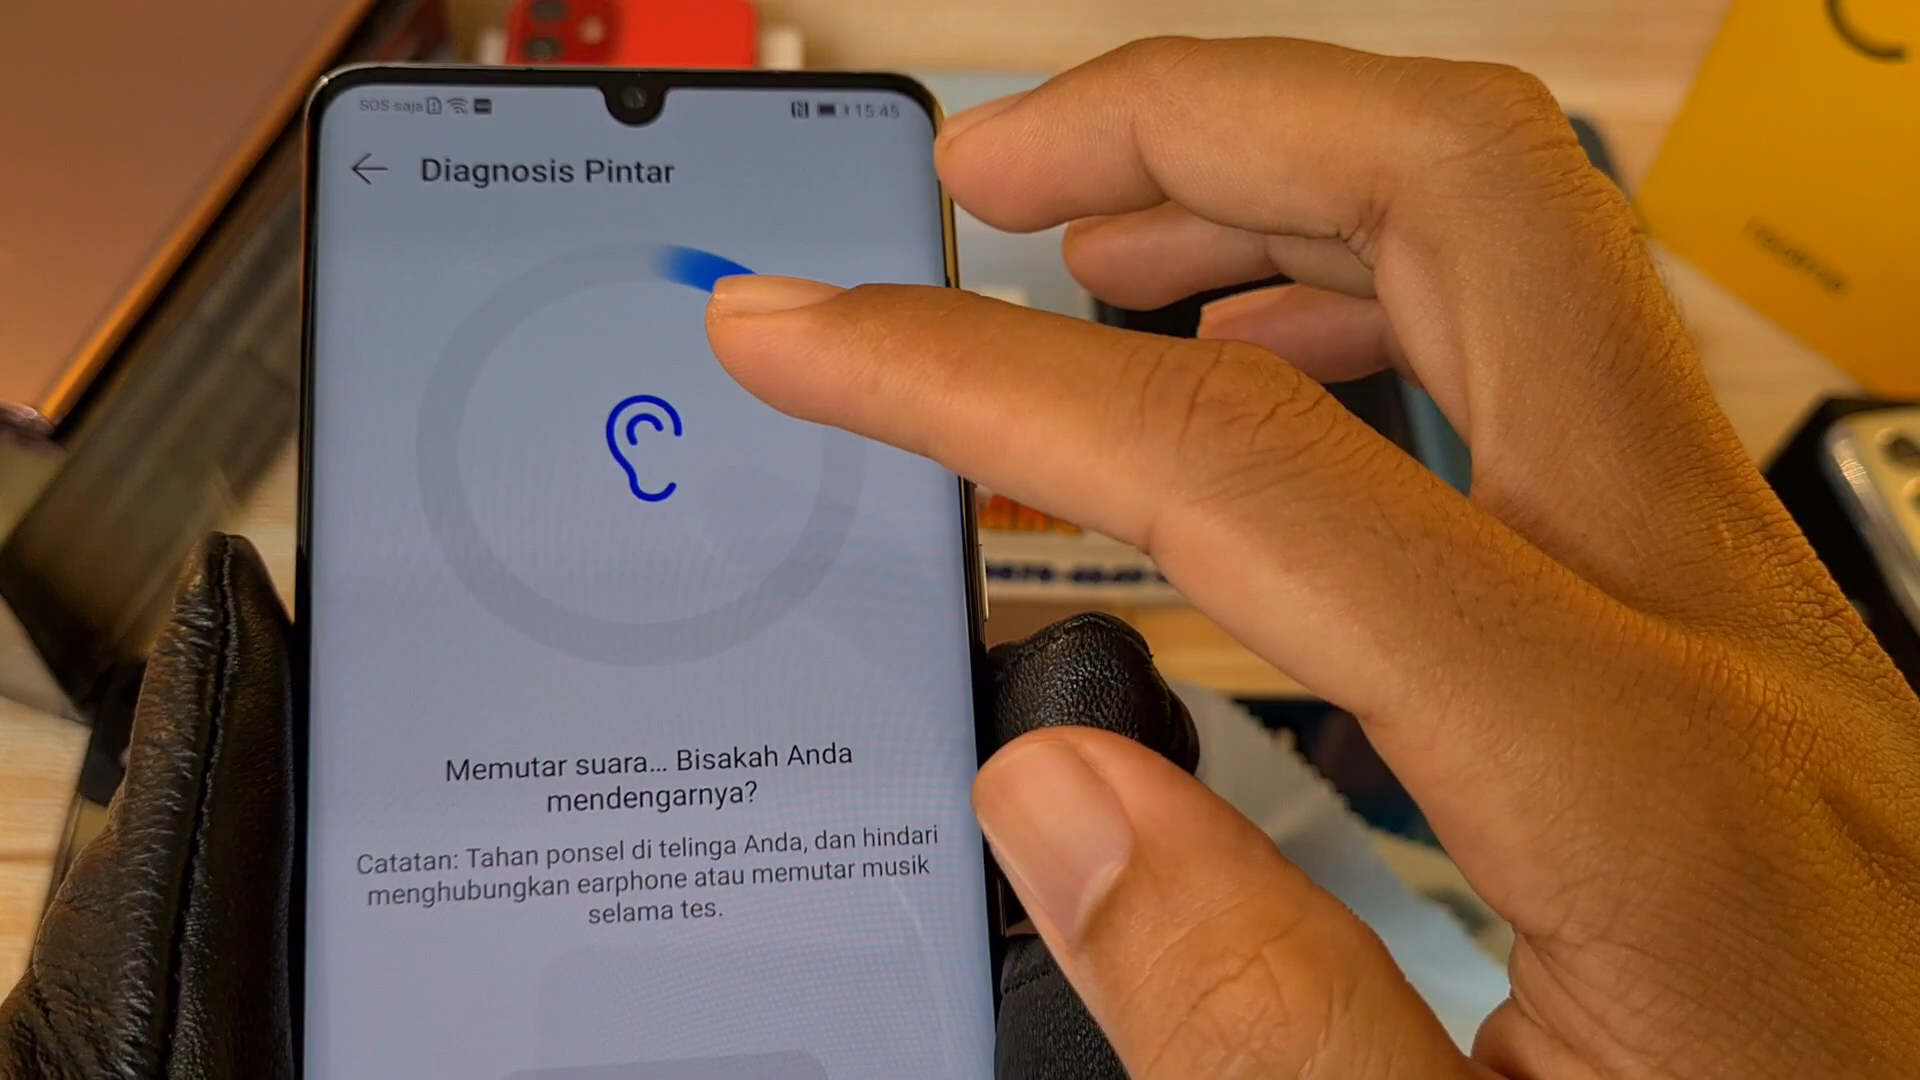 SOS saja
15.45
Diagnosis Pintar
Memutar suara... Bisakah Anda
mendengarnya?
Catatan: Tahan ponsel di telinga Anda, dan hindari
menghubungkan earphone atau memutar musik
selama tes.
realme